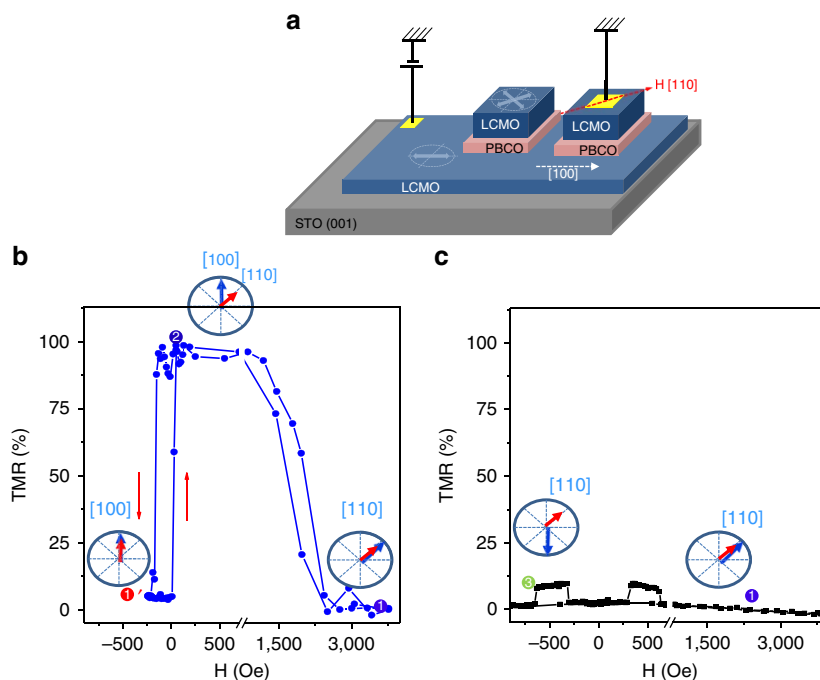 a
H [110]
LCMO
LCMO
PBCO
PBCO
[100]
LCMO
STO (001)
b
[100]
[110]
c
100
75
50
25
0
TMR (%)
2
[100]
1
[110]
1
–500
0
1,500
3,000
H (Oe)
100
75
50
25
0
TMR (%)
[110]
3
[110]
1
–500
0
500
1,500
3,000
H (Oe)